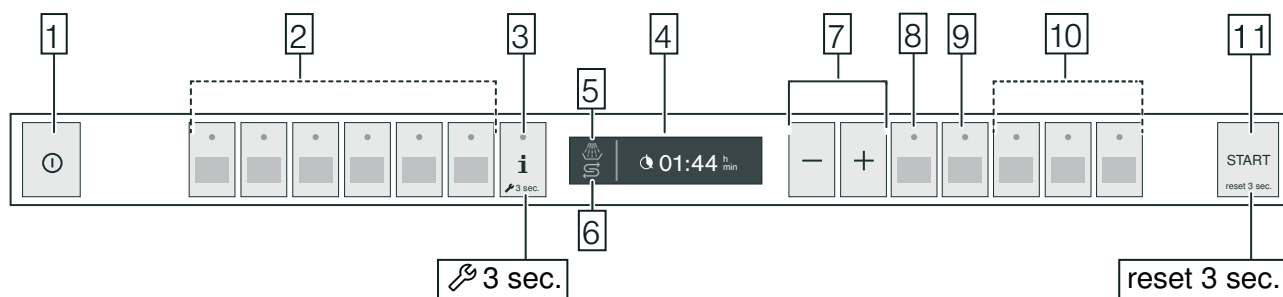 1 2 3 4 7 8 9 10 11
5
i
3 sec.
01:44 h min
− +
START
reset 3 sec.
6
3 sec.
reset 3 sec.